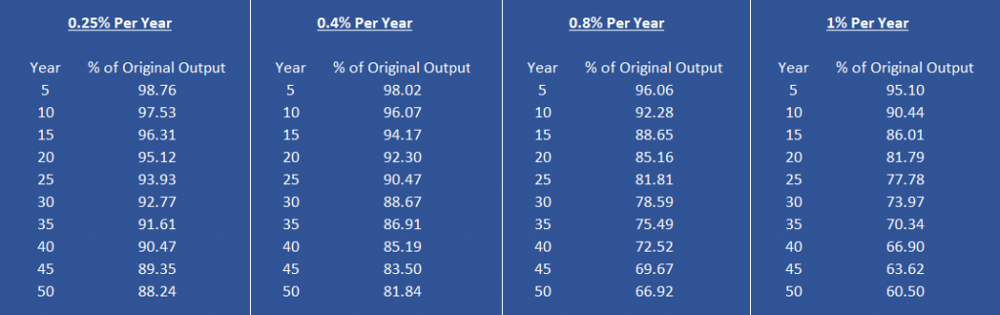 0.25% Per Year 0.4% Per Year 0.8% Per Year 1% Per Year
Year % of Original Output Year % of Original Output Year % of Original Output Year % of Original Output
5 98.76 5 98.02 5 96.06 5 95.10
10 97.53 10 96.07 10 92.28 10 90.44
15 96.31 15 94.17 15 88.65 15 86.01
20 95.12 20 92.30 20 85.16 20 81.79
25 93.93 25 90.47 25 81.81 25 77.78
30 92.77 30 88.67 30 78.59 30 73.97
35 91.61 35 86.91 35 75.49 35 70.34
40 90.47 40 85.19 40 72.52 40 66.90
45 89.35 45 83.50 45 69.67 45 63.62
50 88.24 50 81.84 50 66.92 50 60.50